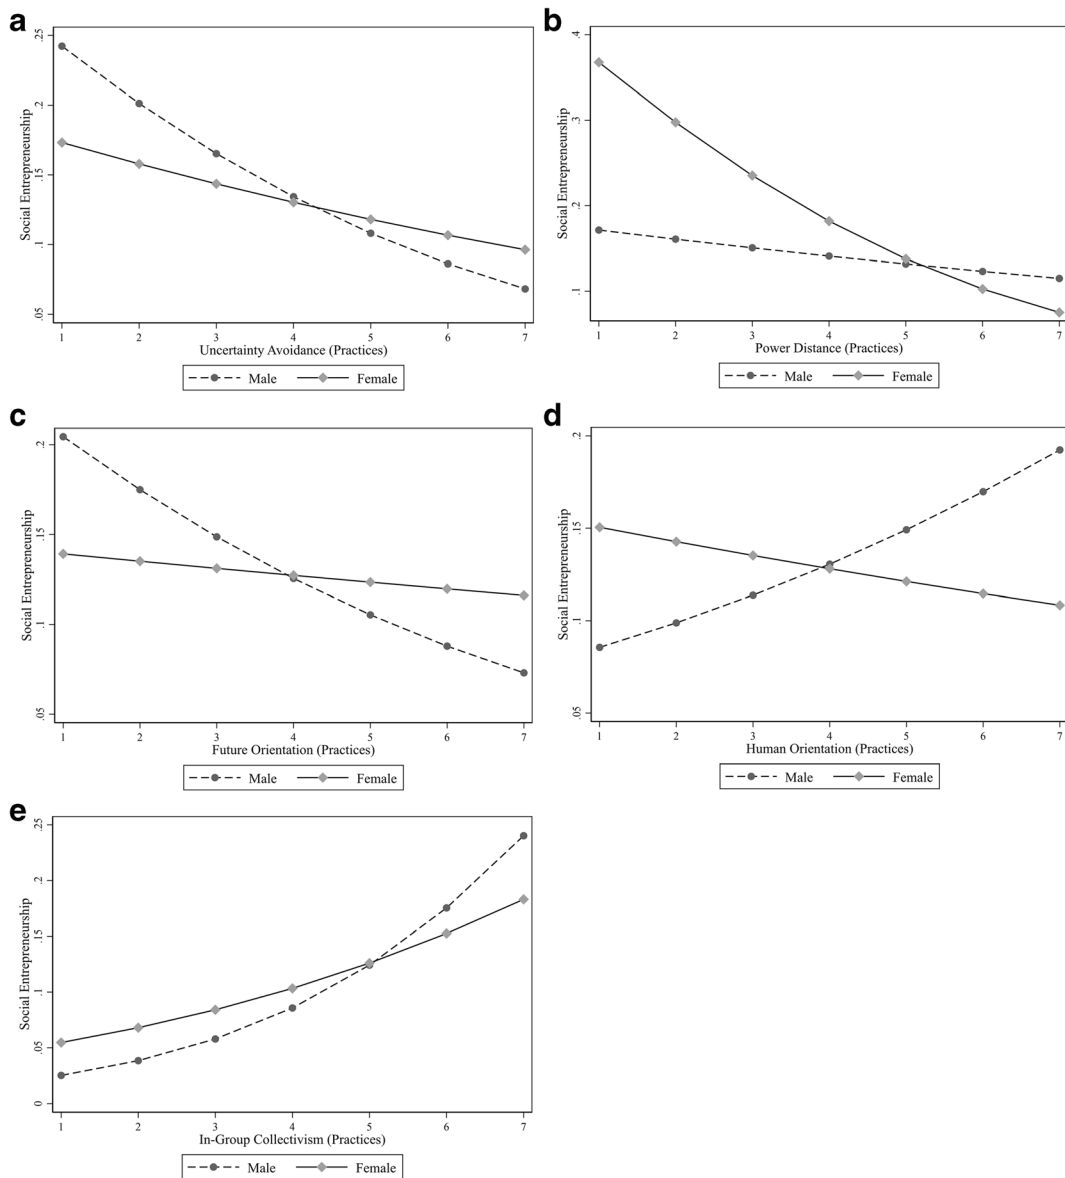 a
Social Entrepreneurship
.25
.2
.15
.1
.05
1 2 3 4 5 6 7
Uncertainty Avoidance (Practices)
Male Female
b
Social Entrepreneurship
.4
.3
.2
.1
1 2 3 4 5 6 7
Power Distance (Practices)
Male Female
c
Social Entrepreneurship
.2
.15
.1
.05
1 2 3 4 5 6 7
Future Orientation (Practices)
Male Female
d
Social Entrepreneurship
.2
.15
.1
.05
1 2 3 4 5 6 7
Human Orientation (Practices)
Male Female
e
Social Entrepreneurship
.25
.2
.15
.1
.05
0
1 2 3 4 5 6 7
In-Group Collectivism (Practices)
Male Female